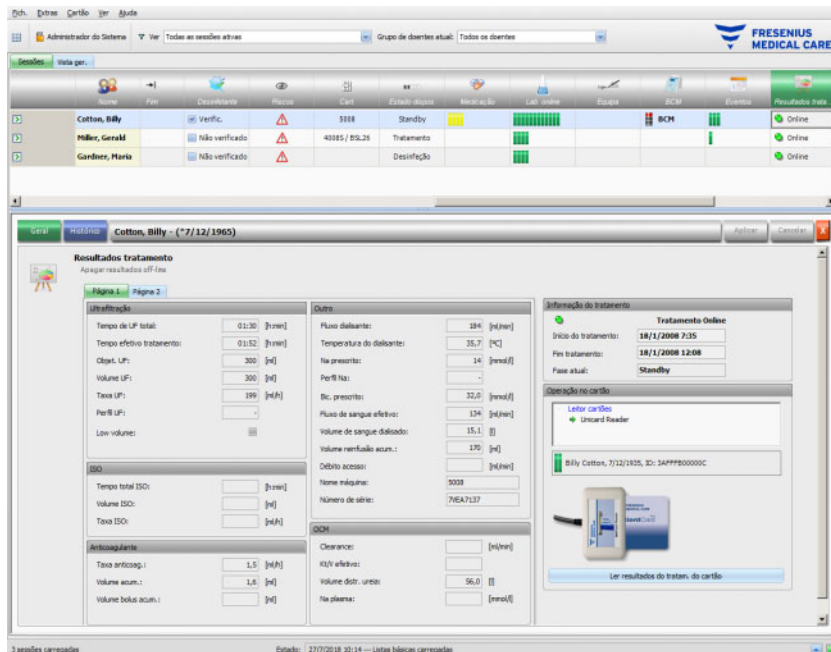 Fich. Extras Cartão Ver Ajuda
Administrador do Sistema Ver Todas as sessões ativas Grupo de doentes atual: Todos os doentes
FRESENIUS
MEDICAL CARE
Sessões Vista ger.
Nome Fim Desinfetante Riscos Cart Estado dispos Medicação Lab. online Equipa BCM Eventos Resultados trata
Cotton, Billy Verific. 5008 Standby BCM Online
Miller, Gerald Não verificado 4008S / BSL26 Tratamento Online
Gardner, Maria Não verificado Desinfeção Online
Geral Histórico Cotton, Billy - (*7/12/1965) Aplicar Cancelar X
Resultados tratamento
Apagar resultados off-line
Página 1 Página 2
Ultrafiltração
Tempo de UF total: 01:30 [h:min]
Tempo efetivo tratamento: 01:52 [h:min]
Objet. UF: 300 [ml]
Volume UF: 300 [ml]
Taxa UF: 199 [ml/h]
Perfil UF: -
Low volume:
ISO
Tempo total ISO: [h:min]
Volume ISO: [ml]
Taxa ISO: [ml/h]
Anticoagulante
Taxa anticoag.: 1,5 [ml/h]
Volume acum.: 1,6 [ml]
Volume bolus acum.: [ml]
Outro
Fluxo dialisante: 184 [ml/min]
Temperatura do dialisante: 35,7 [ºC]
Na prescrito: 14 [mmol/l]
Perfil Na: -
Bic. prescrito: 32,0 [mmol/l]
Fluxo de sangue efetivo: 134 [ml/min]
Volume de sangue dialisado: 15,1 [l]
Volume reinfusão acum.: 170 [ml]
Débito acesso: [ml/min]
Nome máquina: 5008
Número de série: 7VEA7137
OCM
Clearance: [ml/min]
Kt/V efetivo:
Volume distr. ureia: 56,0 [l]
Na plasma: [mmol/l]
Informação do tratamento
Tratamento Online
Início do tratamento: 18/1/2008 7:35
Fim tratamento: 18/1/2008 12:08
Fase atual: Standby
Operação no cartão
Leitor cartões
Unicard Reader
Billy Cotton, 7/12/1935, ID: 3AFFFB00000C
Ler resultados do tratam. do cartão
3 sessões carregadas Estado: 27/7/2018 10:14 --- Listas básicas carregadas